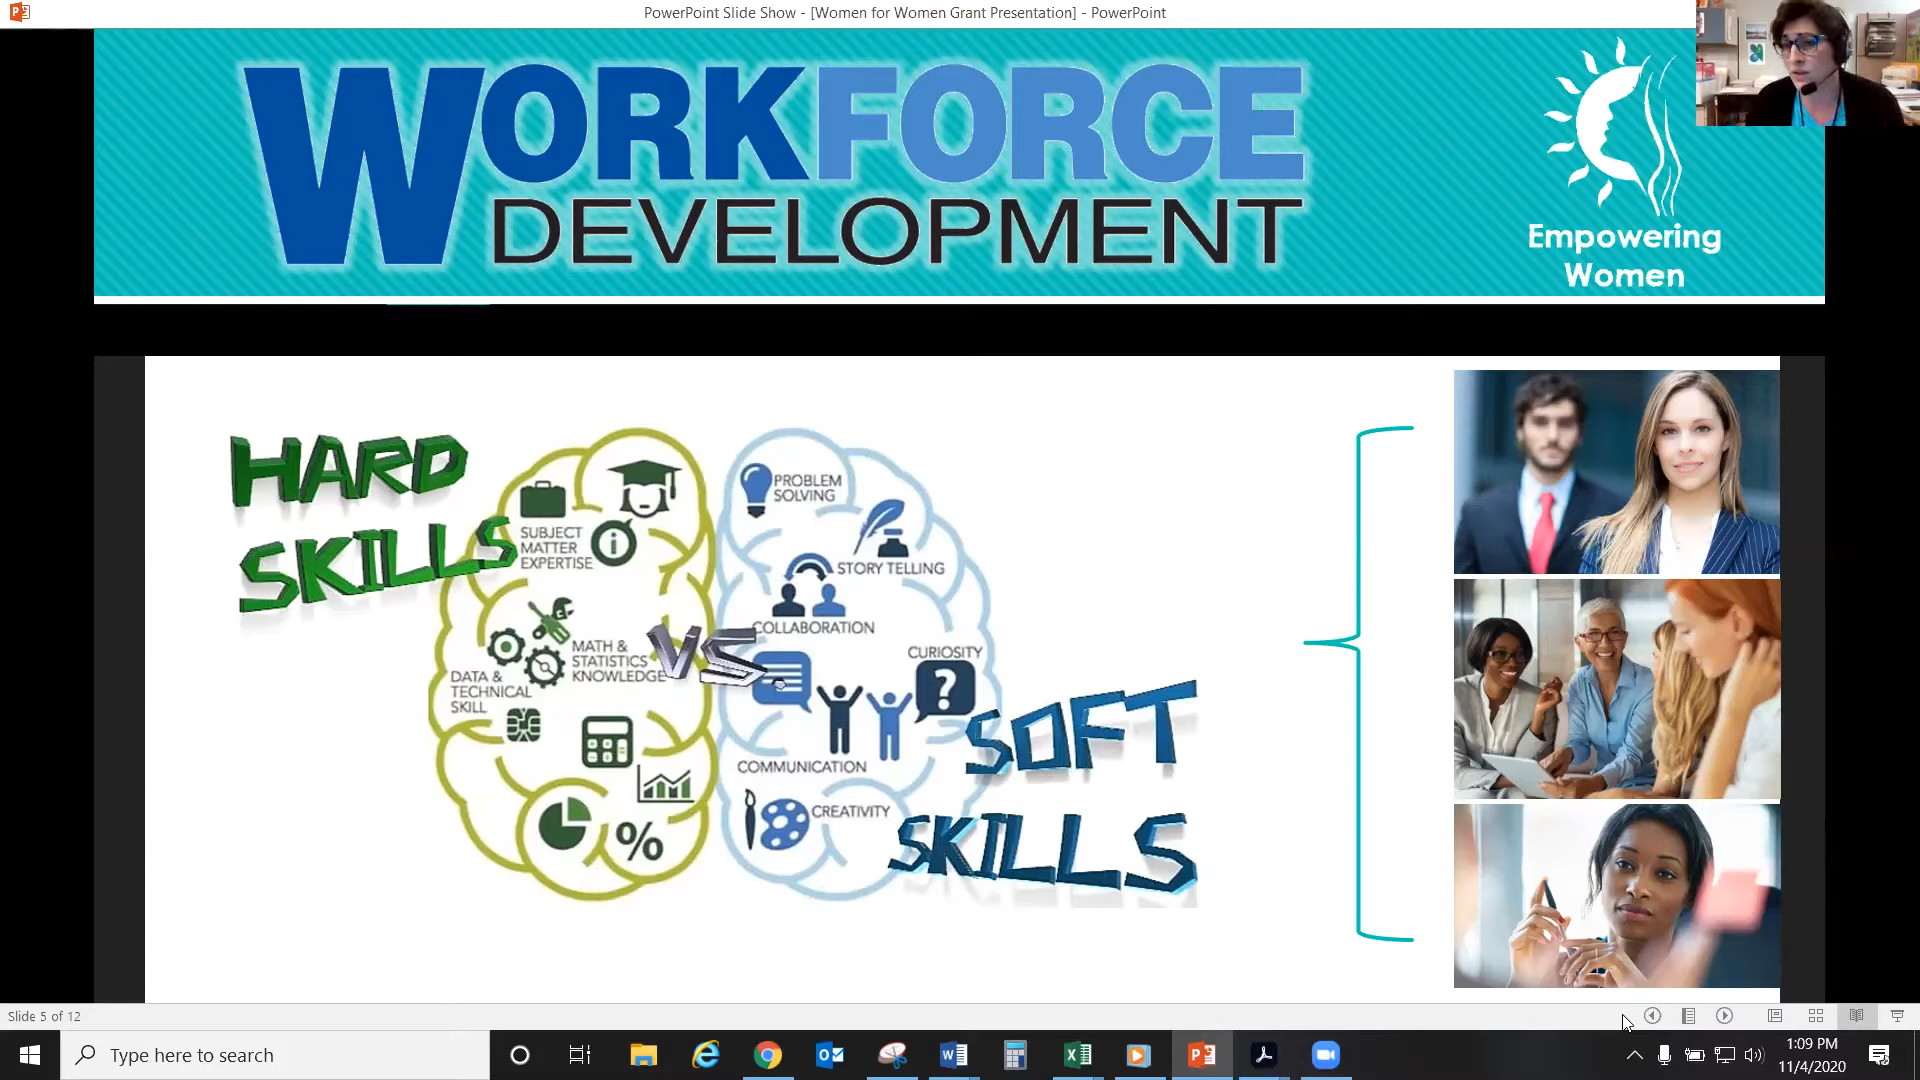 PowerPoint Slide Show - [Women for Women Grant Presentation] - PowerPoint
WORKFORCE
DEVELOPMENT
Empowering
Women
HARD
SKILLS
SUBJECT
MATTER
EXPERTISE
MATH &
STATISTICS
KNOWLEDGE
DATA &
TECHNICAL
SKILL
%
VS.
PROBLEM
SOLVING
STORY TELLING
COLLABORATION
CURIOSITY
?
COMMUNICATION
CREATIVITY
SOFT
SKILLS
Slide 5 of 12
Type here to search
1:09 PM
11/4/2020